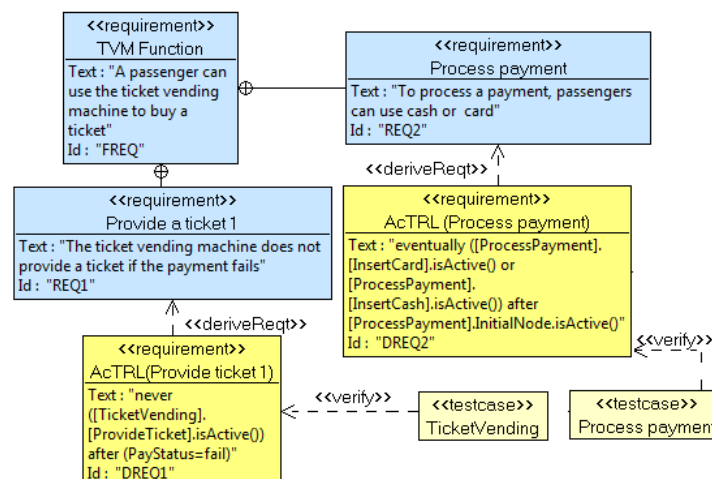 <<requirement>>
TVM Function
Text : "A passenger can
use the ticket vending
machine to buy a
ticket"
Id : "FREQ"
<<requirement>>
Process payment
Text : "To process a payment, passengers
can use cash or card"
Id : "REQ2"
<<deriveReqt>>
<<requirement>>
Provide a ticket 1
Text : "The ticket vending machine does not
provide a ticket if the payment fails"
Id : "REQ1"
<<requirement>>
AcTRL (Process payment)
Text : "eventually ([ProcessPayment].
[InsertCard].isActive() or
[ProcessPayment].
[InsertCash].isActive()) after
[ProcessPayment].InitialNode.isActive()"
Id : "DREQ2"
<<deriveReqt>>
<<verify>>
<<requirement>>
AcTRL(Provide ticket 1)
Text : "never
([TicketVending].
[ProvideTicket].isActive())
after (PayStatus=fail)"
Id : "DREQ1"
<<verify>>
<<testcase>>
TicketVending
<<testcase>>
Process payment